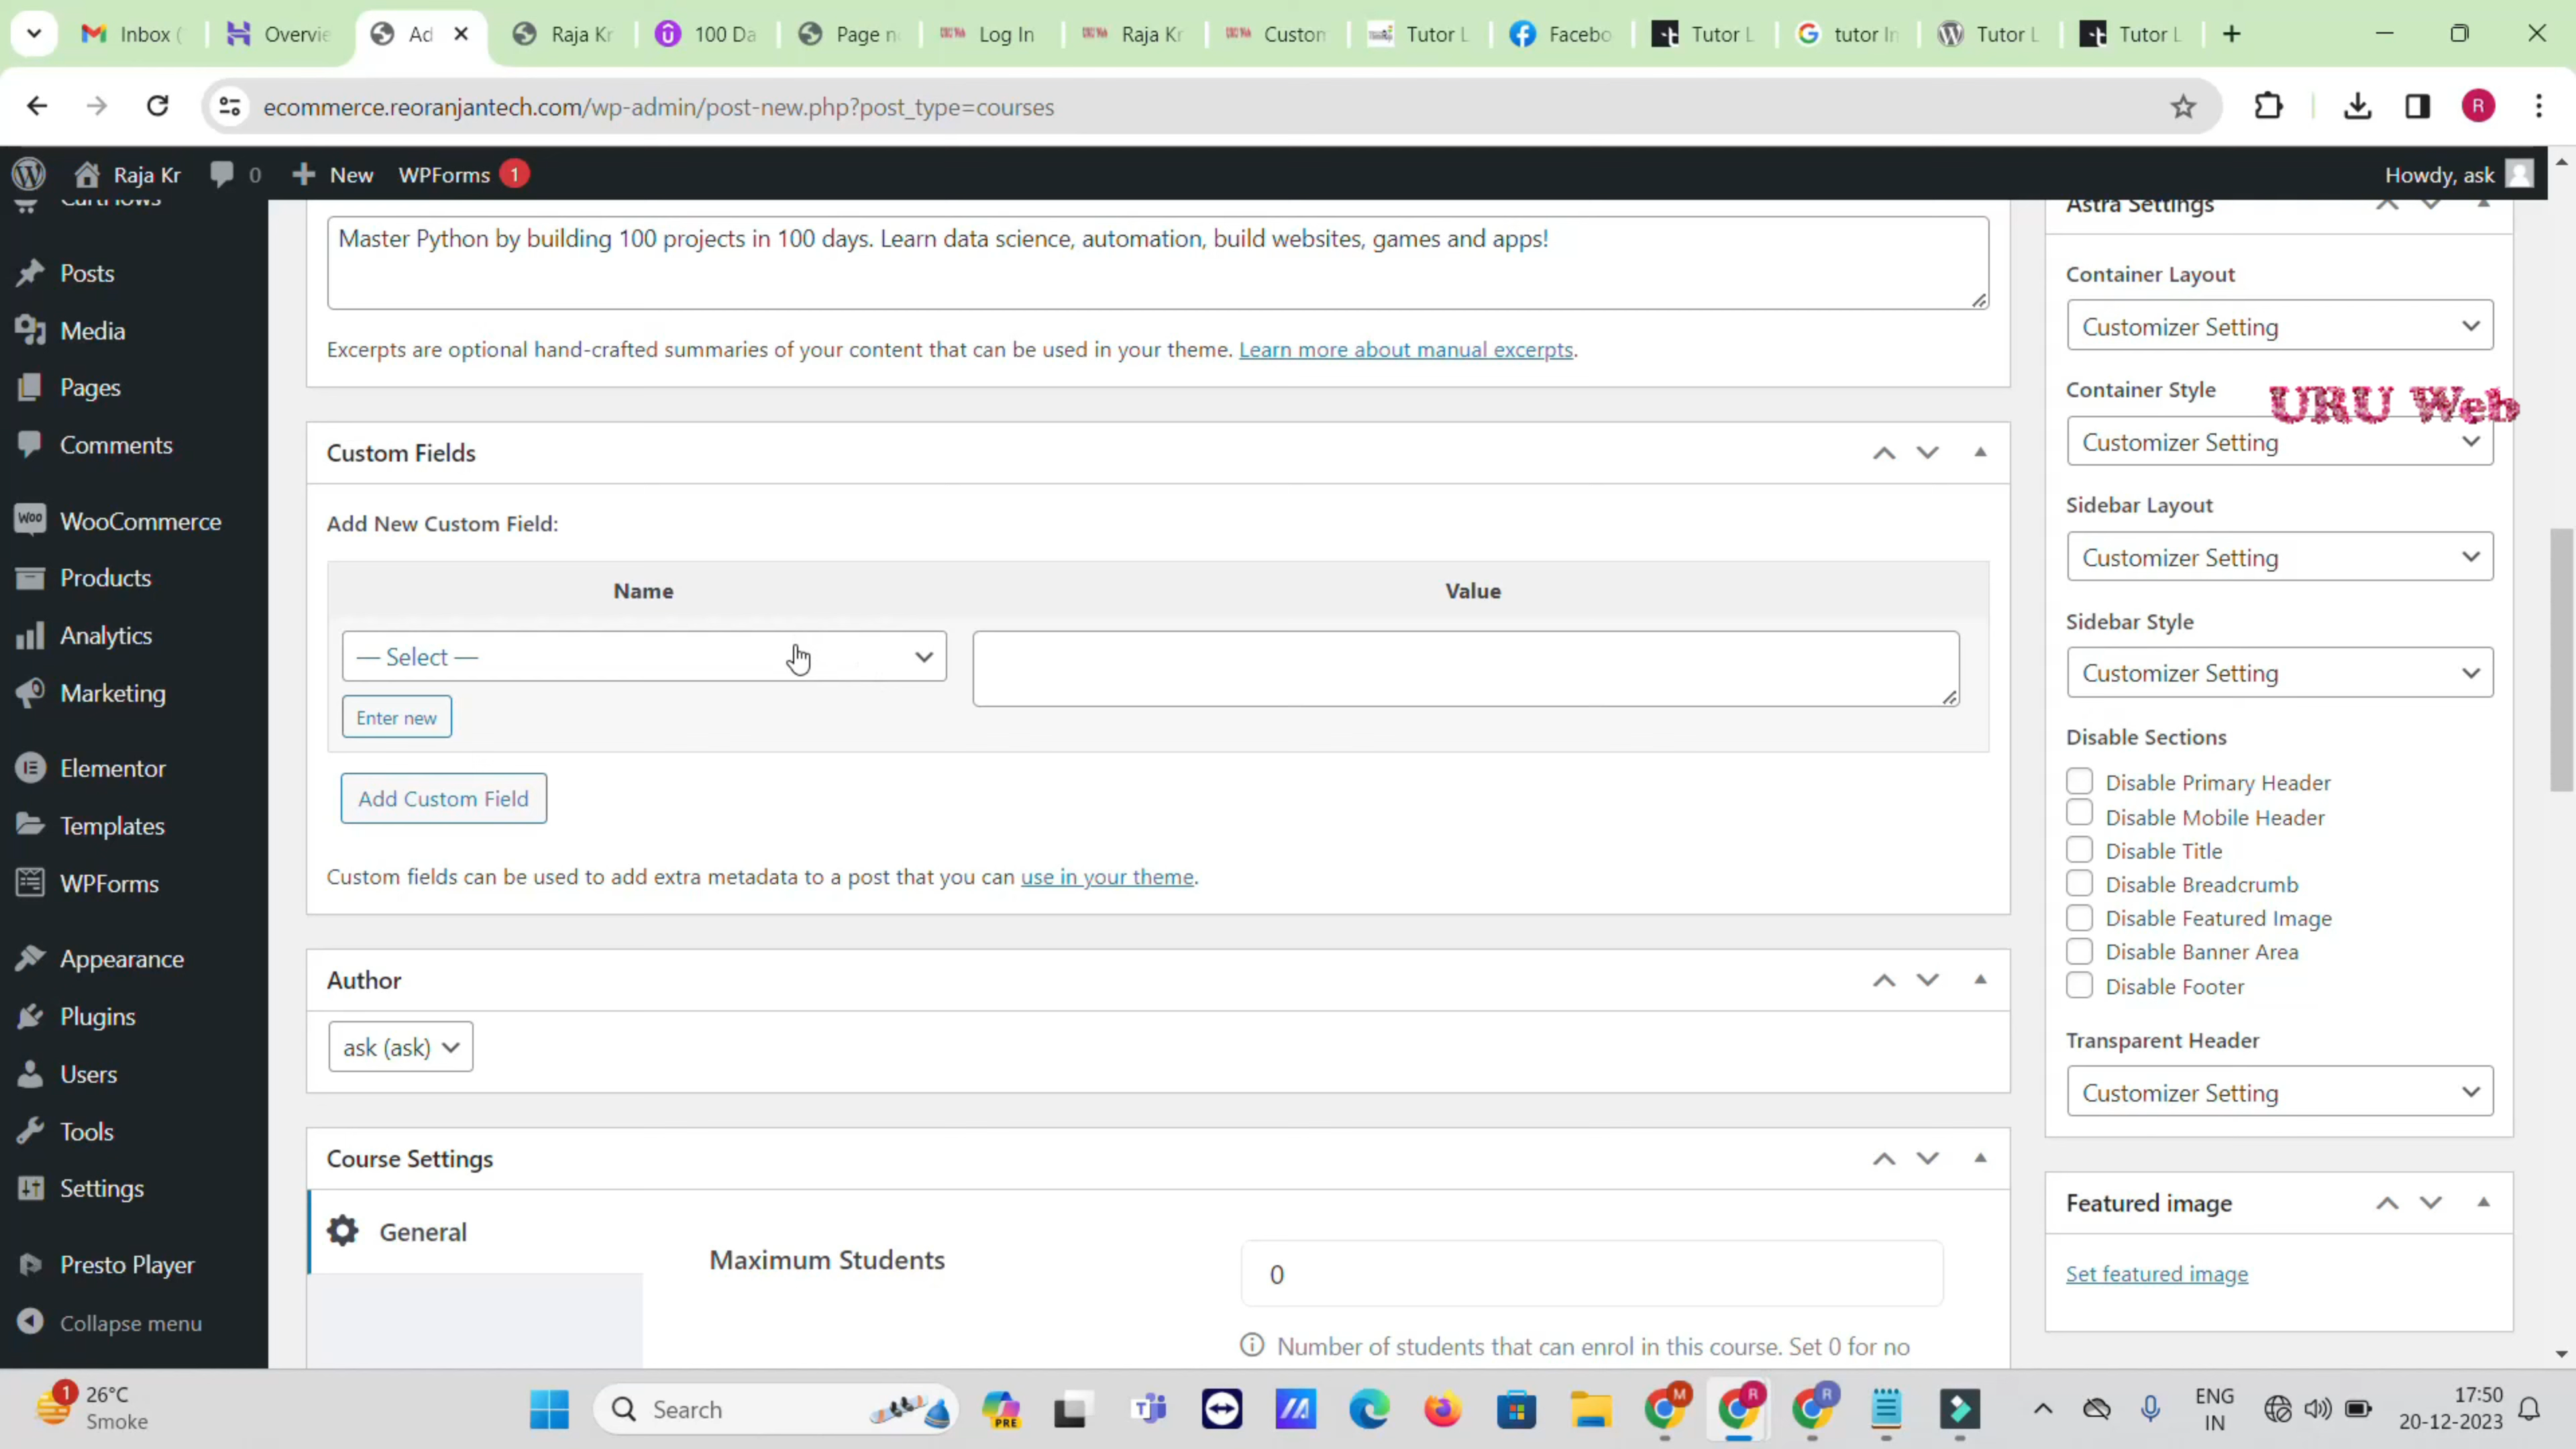 Inbox (
Overvie
Ad
Raja Kr
100 Da
Page n
Log In
Raja Kr
Custom
Tutor L
Facebo
Tutor L
tutor In
Tutor L
Tutor L
ecommerce.reoranjantech.com/wp-admin/post-new.php?post_type=courses
R
Raja Kr
0
New
WPForms 1
Howdy, ask
CartFlows
Posts
Media
Pages
Comments
WooCommerce
Products
Analytics
Marketing
Elementor
Templates
WPForms
Appearance
Plugins
Users
Tools
Settings
Presto Player
Collapse menu
Master Python by building 100 projects in 100 days. Learn data science, automation, build websites, games and apps!
Excerpts are optional hand-crafted summaries of your content that can be used in your theme. Learn more about manual excerpts.
Custom Fields
Add New Custom Field:
Name
Value
— Select —
Enter new
Add Custom Field
Custom fields can be used to add extra metadata to a post that you can use in your theme.
Author
ask (ask)
Course Settings
General
Maximum Students
0
Number of students that can enrol in this course. Set 0 for no
Astra Settings
Container Layout
Customizer Setting
Container Style
URU Web
Customizer Setting
Sidebar Layout
Customizer Setting
Sidebar Style
Customizer Setting
Disable Sections
Disable Primary Header
Disable Mobile Header
Disable Title
Disable Breadcrumb
Disable Featured Image
Disable Banner Area
Disable Footer
Transparent Header
Customizer Setting
Featured image
Set featured image
1
26°C
Smoke
Search
PRE
M
R
R
ENG
IN
17:50
20-12-2023